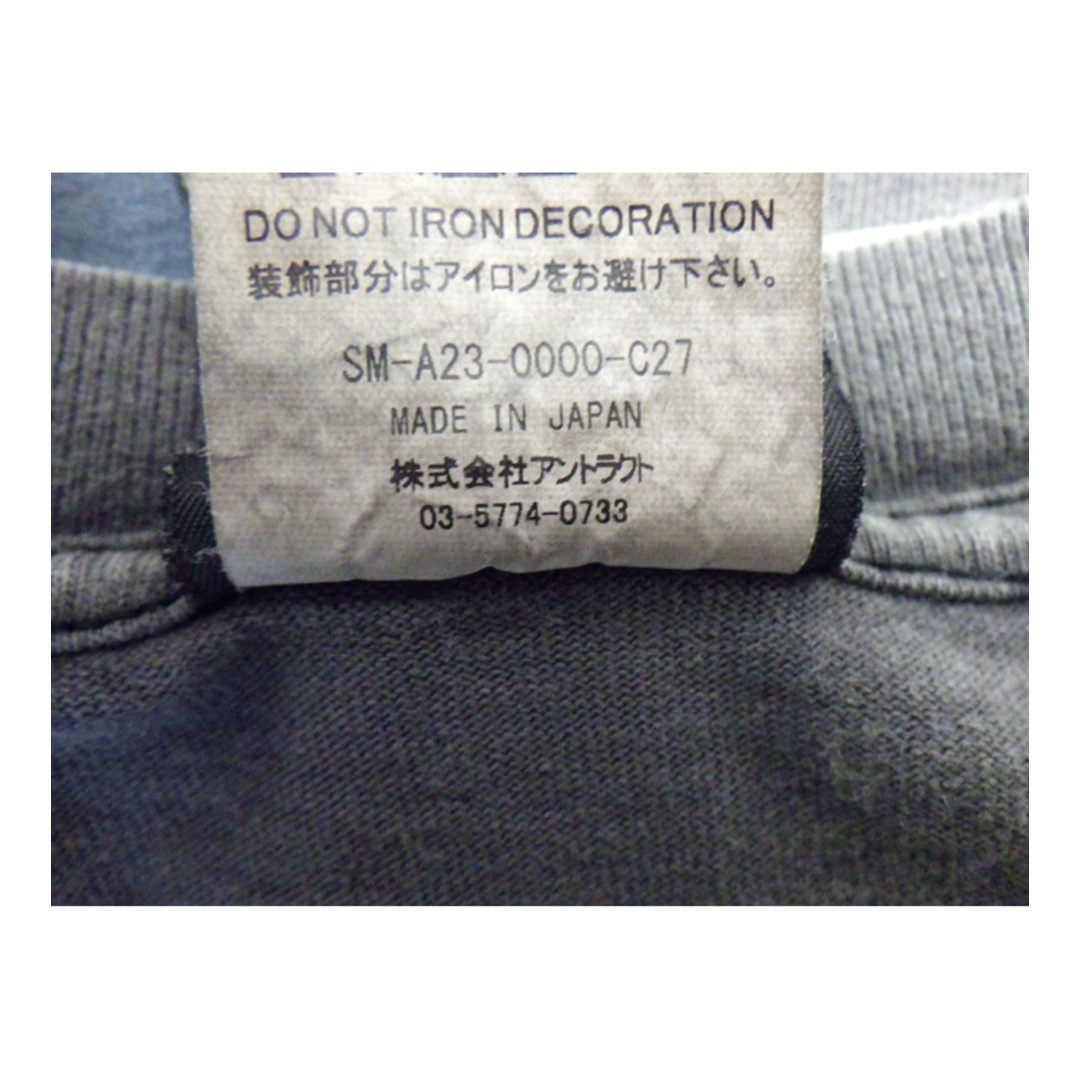 DO NOT IRON DECORATION
装飾部分はアイロンをお避け下さい。
SM-A23-0000-C27
MADE IN JAPAN
株式会社アントラクト
03-5774-0733